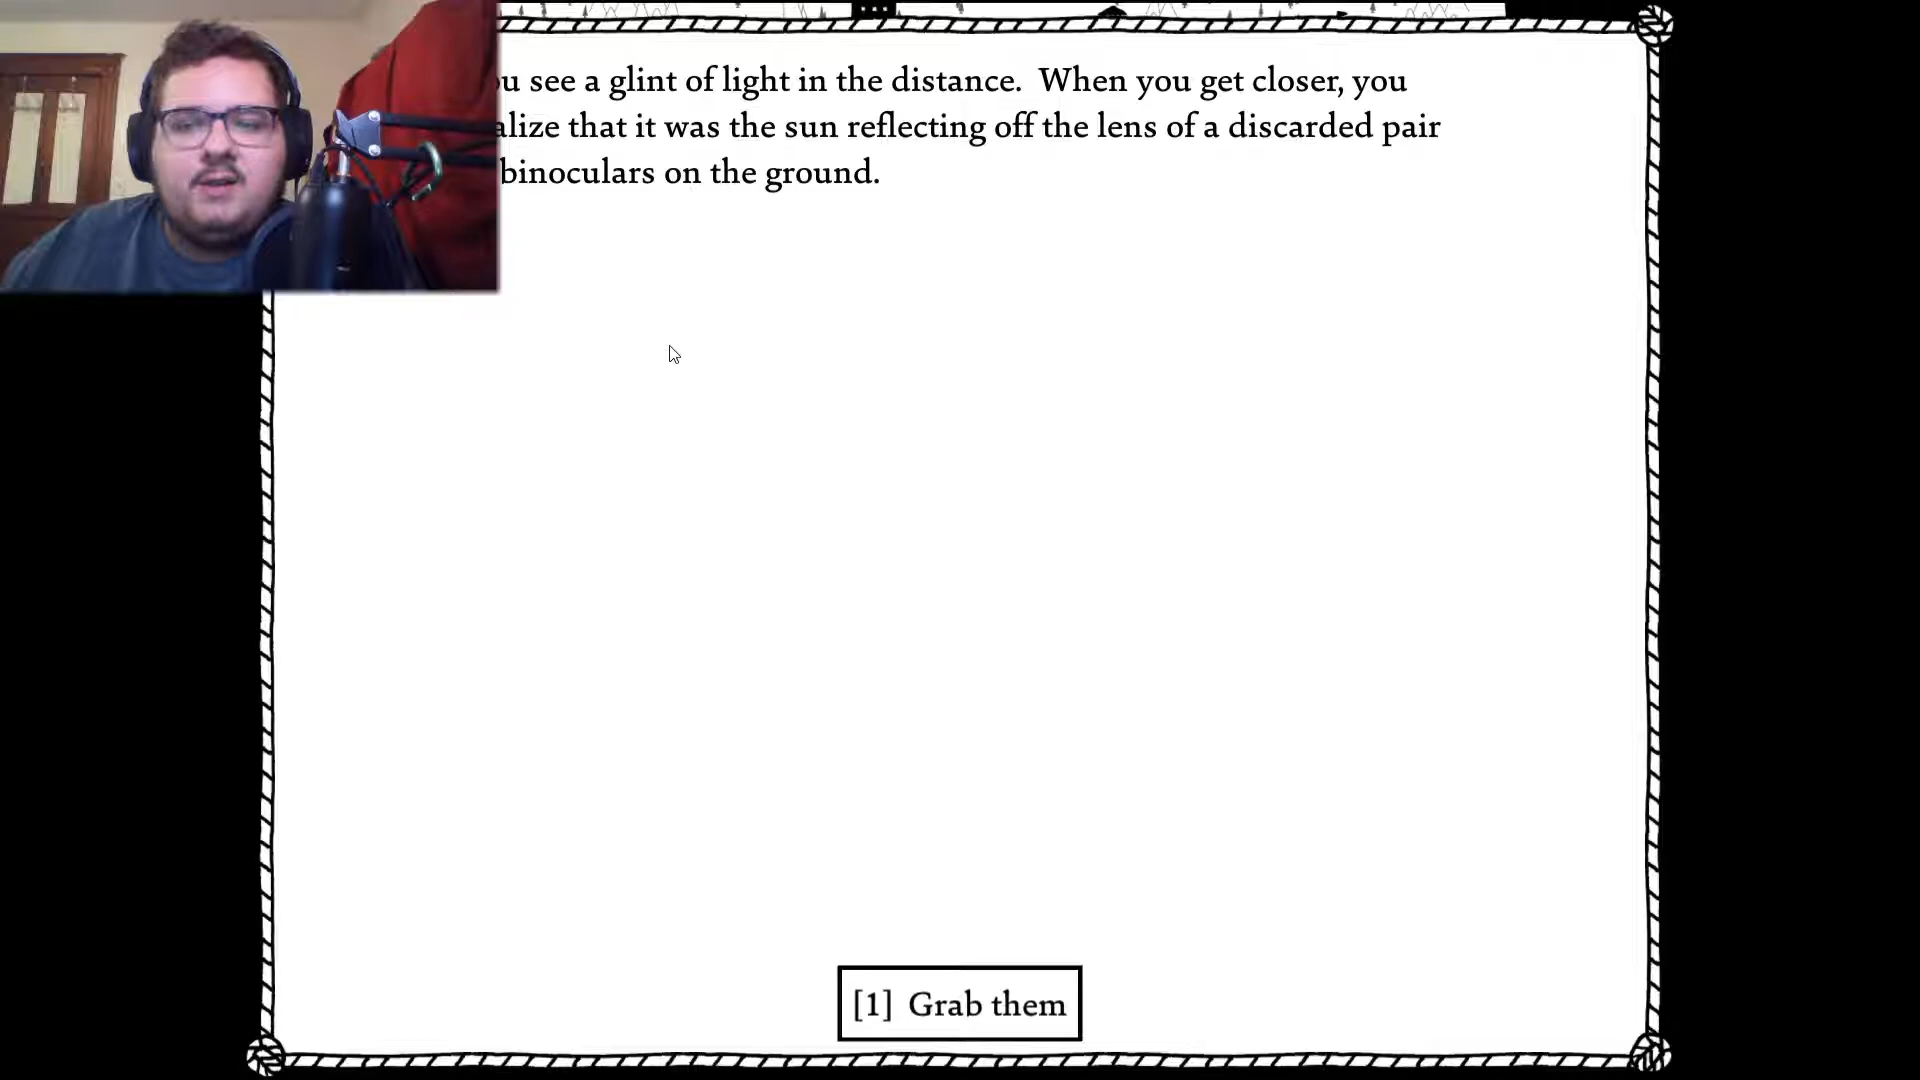 see a glint of light in the distance. When you get closer, you
that it was the sun reflecting off the lens of a discarded pair
binoculars on the ground.
[1] Grab them